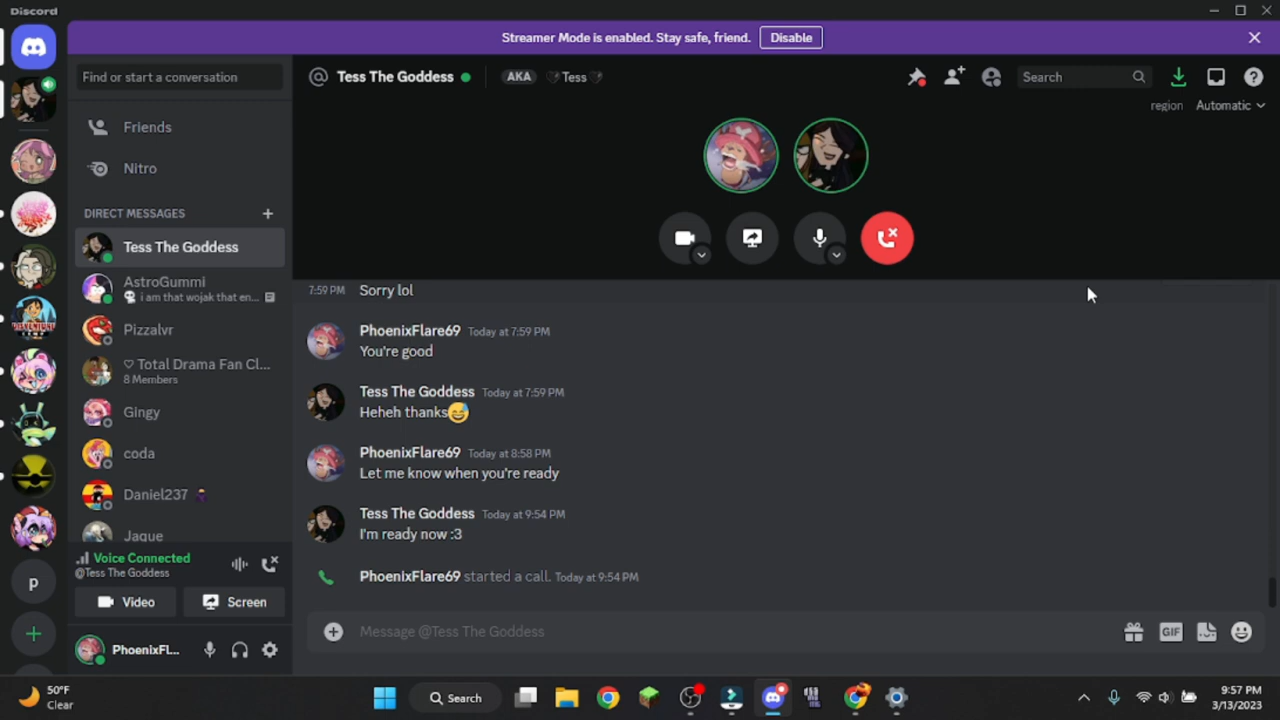 Discord
Streamer Mode is enabled. Stay safe, friend.
Disable
Find or start a conversation
Tess The Goddess
AKA
Tess
Search
region
Automatic
Friends
Nitro
DIRECT MESSAGES
Tess The Goddess
AstroGummi
i am that wojak that en...
Pizzalvr
♡ Total Drama Fan Cl...
8 Members
Gingy
coda
Daniel237
Jaque
Voice Connected
@Tess The Goddess
Video
Screen
PhoenixFl...
p
7:59 PM
Sorry lol
PhoenixFlare69 Today at 7:59 PM
You're good
Tess The Goddess Today at 7:59 PM
Heheh thanks😅
PhoenixFlare69 Today at 8:58 PM
Let me know when you're ready
Tess The Goddess Today at 9:54 PM
I'm ready now :3
PhoenixFlare69 started a call. Today at 9:54 PM
Message @Tess The Goddess
GIF
50°F
Clear
Search
9:57 PM
3/13/2023